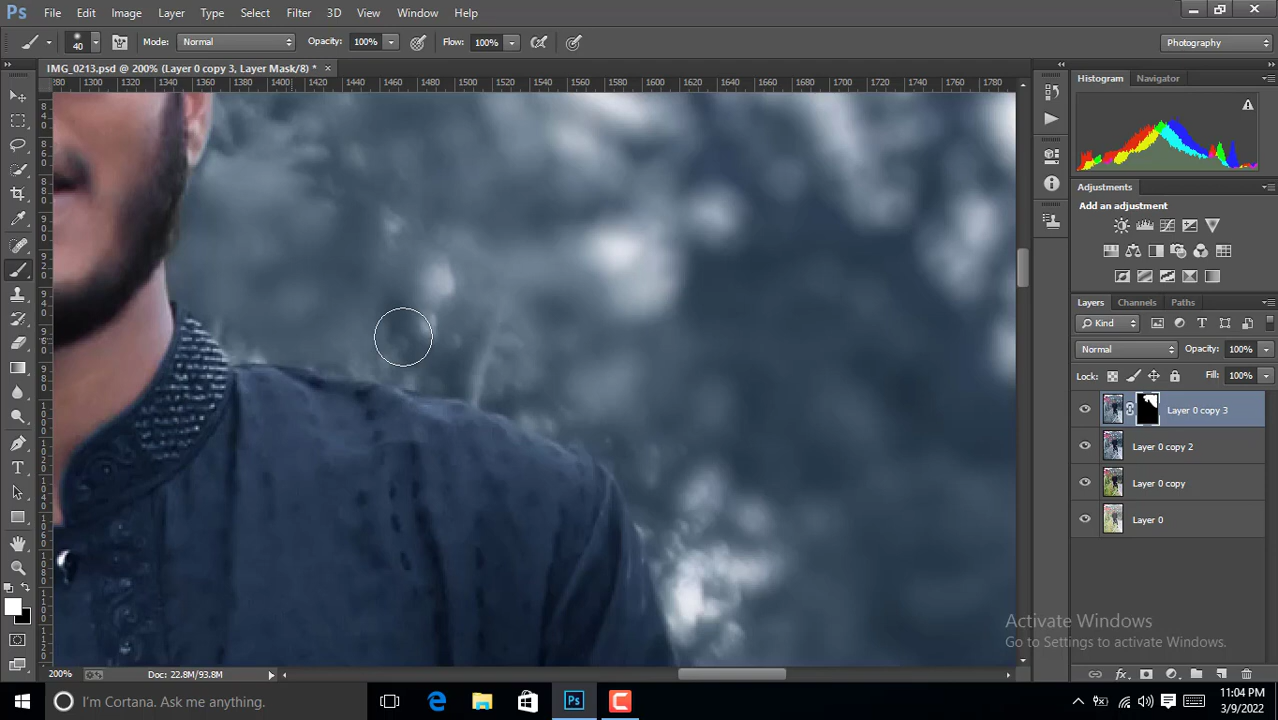 Ps File Edit Image Layer Type Select Filter 3D View Window Help
40 Mode: Normal Opacity: 100% Flow: 100% Photography
IMG_0213.psd @ 200% (Layer 0 copy 3, Layer Mask/8) * ×
1300 1320 1340 1360 1380 1400 1420 1440 1460 1480 1500 1520 1540 1560 1580 1600 1620 1640 1660 1680 1700 1720 1740 1760 1780
Histogram Navigator
Adjustments
Add an adjustment
Layers Channels Paths
Kind
Normal Opacity: 100%
Lock: Fill: 100%
Layer 0 copy 3
Layer 0 copy 2
Layer 0 copy
Layer 0
Activate Windows
Go to Settings to activate Windows.
200% Doc: 22.8M/93.8M
I'm Cortana. Ask me anything.
Ps
11:04 PM
3/9/2022